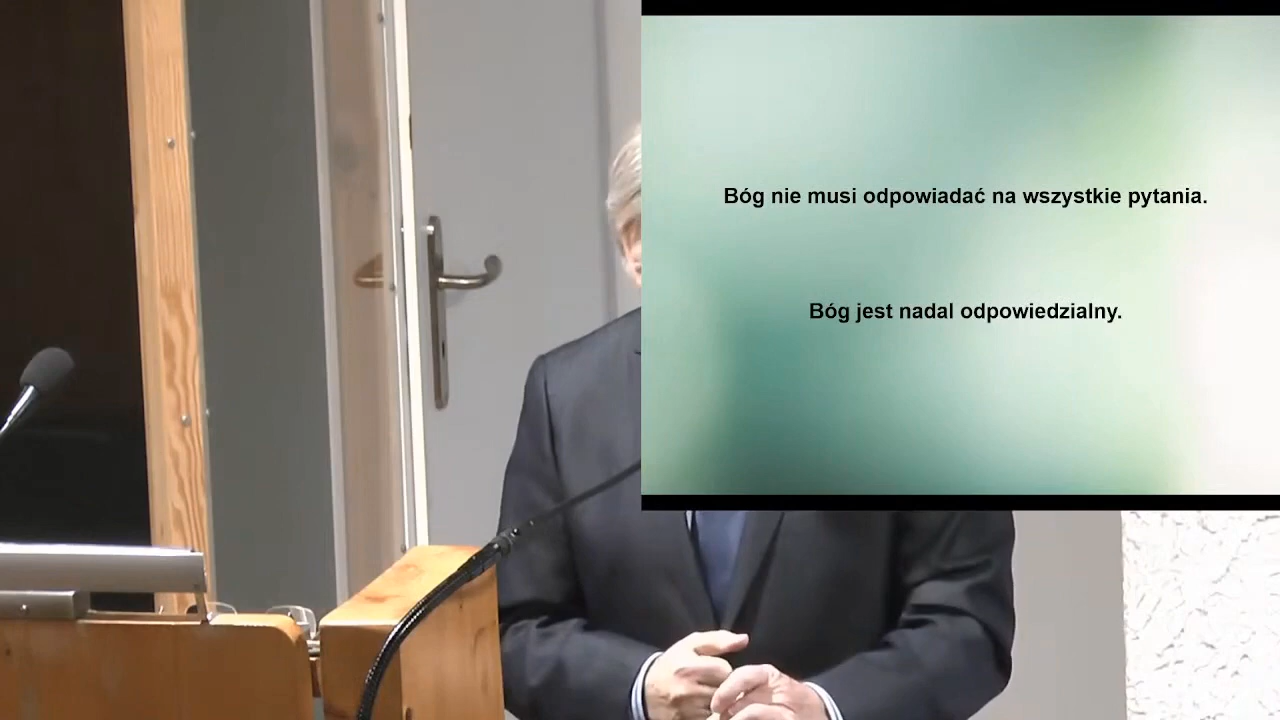 Bóg nie musi odpowiadać na wszystkie pytania.
Bóg jest nadal odpowiedzialny.